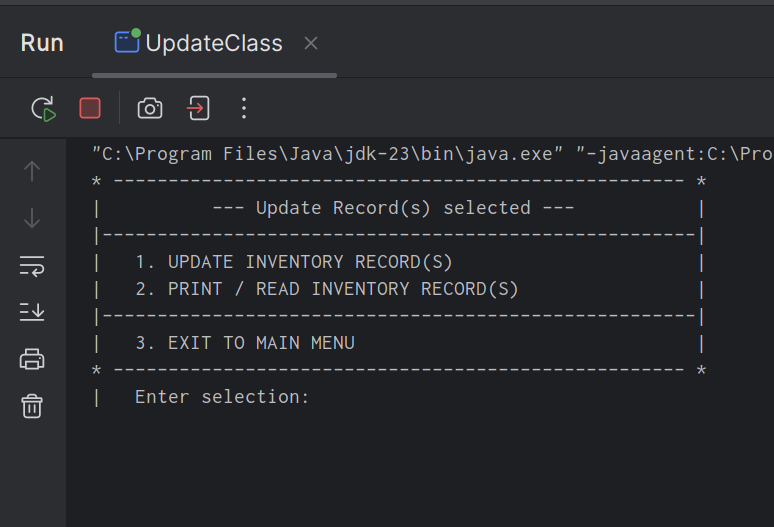 Run UpdateClass
"C:\Program Files\Java\jdk-23\bin\java.exe" "-javaagent:C:\Pro
* ---------------------------------------------------- *
|          --- Update Record(s) selected ---           |
|------------------------------------------------------|
|   1. UPDATE INVENTORY RECORD(S)                      |
|   2. PRINT / READ INVENTORY RECORD(S)                |
|------------------------------------------------------|
|   3. EXIT TO MAIN MENU                               |
* ---------------------------------------------------- *
|   Enter selection: